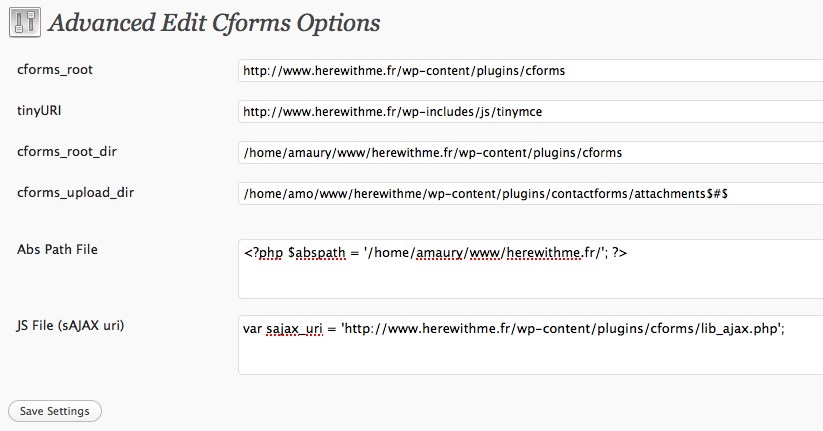 Advanced Edit Cforms Options
cforms_root
http://www.herewithme.fr/wp-content/plugins/cforms
tinyURI
http://www.herewithme.fr/wp-includes/js/tinymce
cforms_root_dir
/home/amaury/www/herewithme.fr/wp-content/plugins/cforms
cforms_upload_dir
/home/amo/www/herewithme/wp-content/plugins/contactforms/attachments$#$
Abs Path File
<?php $abspath = '/home/amaury/www/herewithme.fr/'; ?>
JS File (sAJAX uri)
var sajax_uri = 'http://www.herewithme.fr/wp-content/plugins/cforms/lib_ajax.php';
Save Settings